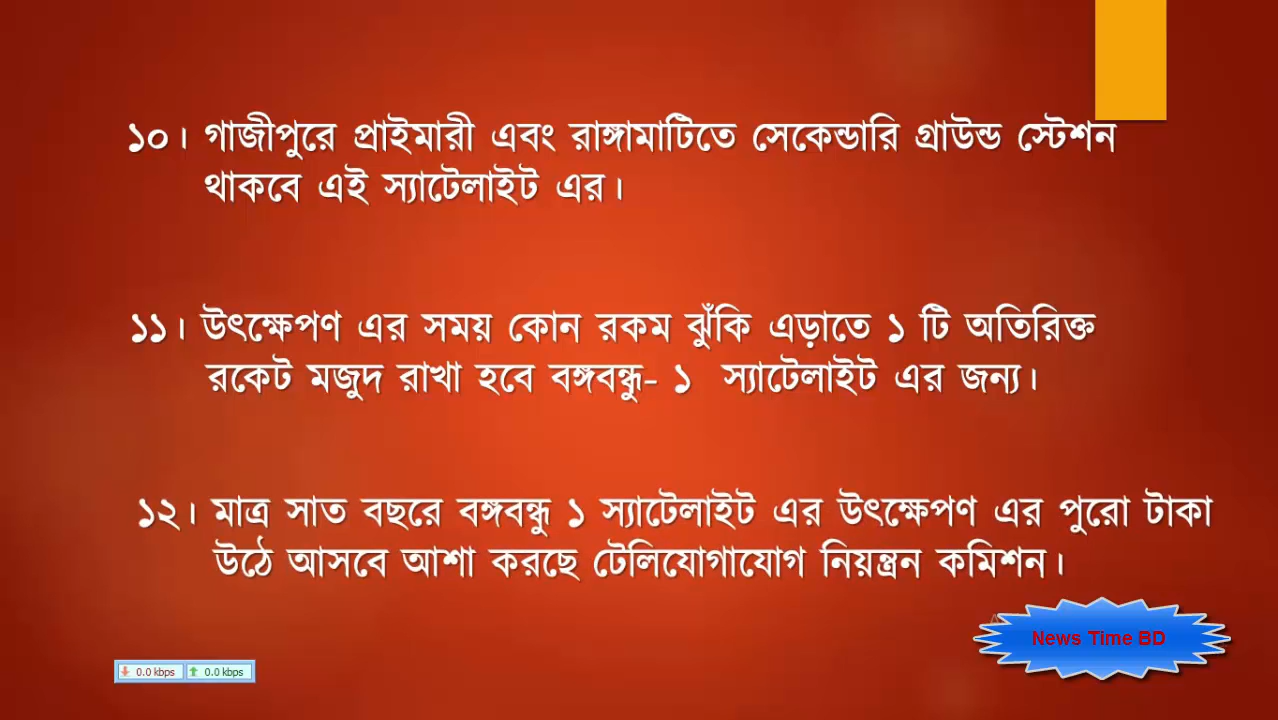 ১০। গাজীপুরে প্রাইমারী এবং রাঙ্গামাটিতে সেকেন্ডারি গ্রাউন্ড স্টেশন
থাকবে এই স্যাটেলাইট এর।
১১। উৎক্ষেপণ এর সময় কোন রকম ঝুঁকি এড়াতে ১ টি অতিরিক্ত
রকেট মজুদ রাখা হবে বঙ্গবন্ধু- ১ স্যাটেলাইট এর জন্য।
১২। মাত্র সাত বছরে বঙ্গবন্ধু ১ স্যাটেলাইট এর উৎক্ষেপণ এর পুরো টাকা
উঠে আসবে আশা করছে টেলিযোগাযোগ নিয়ন্ত্রন কমিশন।
News Time BD
0.0 kbps 0.0 kbps